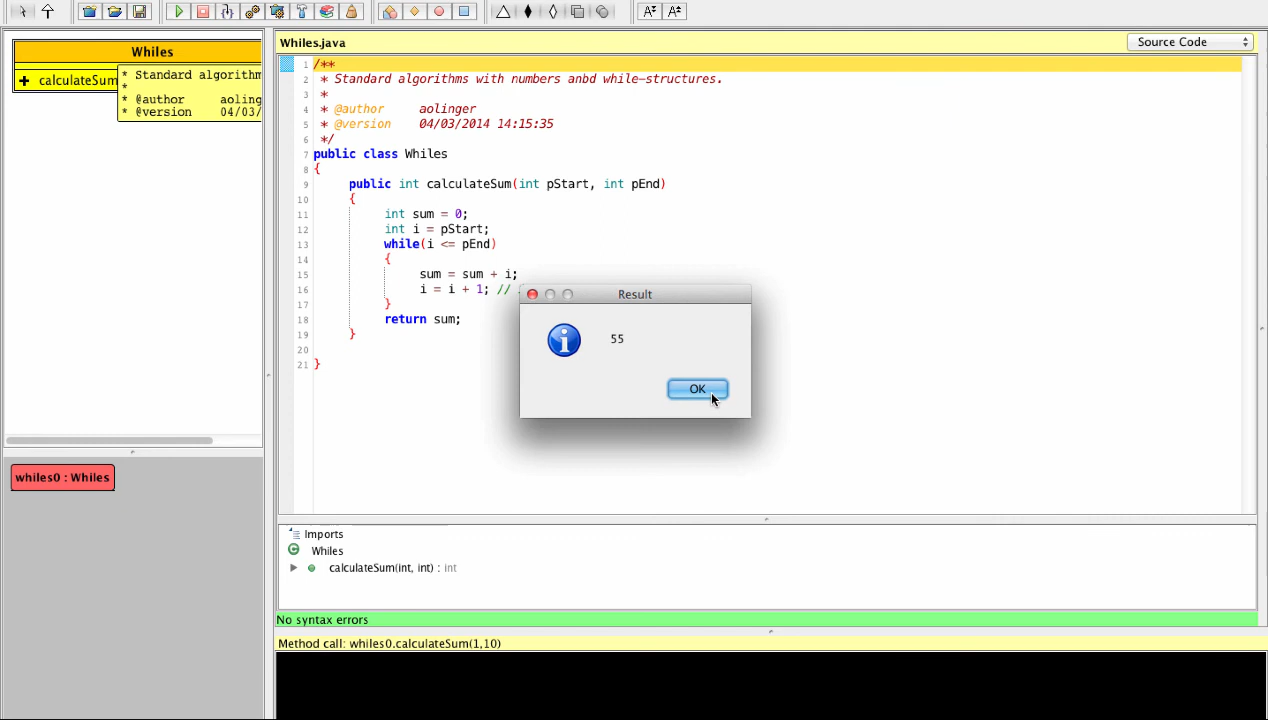 Whiles
calculateSum
* Standard algorithm
*
* @author aoling
* @version 04/03/
Whiles.java
Source Code
1 /**
2 * Standard algorithms with numbers anbd while-structures.
3 *
4 * @author aolinger
5 * @version 04/03/2014 14:15:35
6 */
7 public class Whiles
8 {
9 public int calculateSum(int pStart, int pEnd)
10 {
11 int sum = 0;
12 int i = pStart;
13 while(i <= pEnd)
14 {
15 sum = sum + i;
16 i = i + 1; //
17 }
18 return sum;
19 }
20
21 }
Result
55
OK
whiles0 : Whiles
Imports
Whiles
calculateSum(int, int) : int
No syntax errors
Method call: whiles0.calculateSum(1,10)